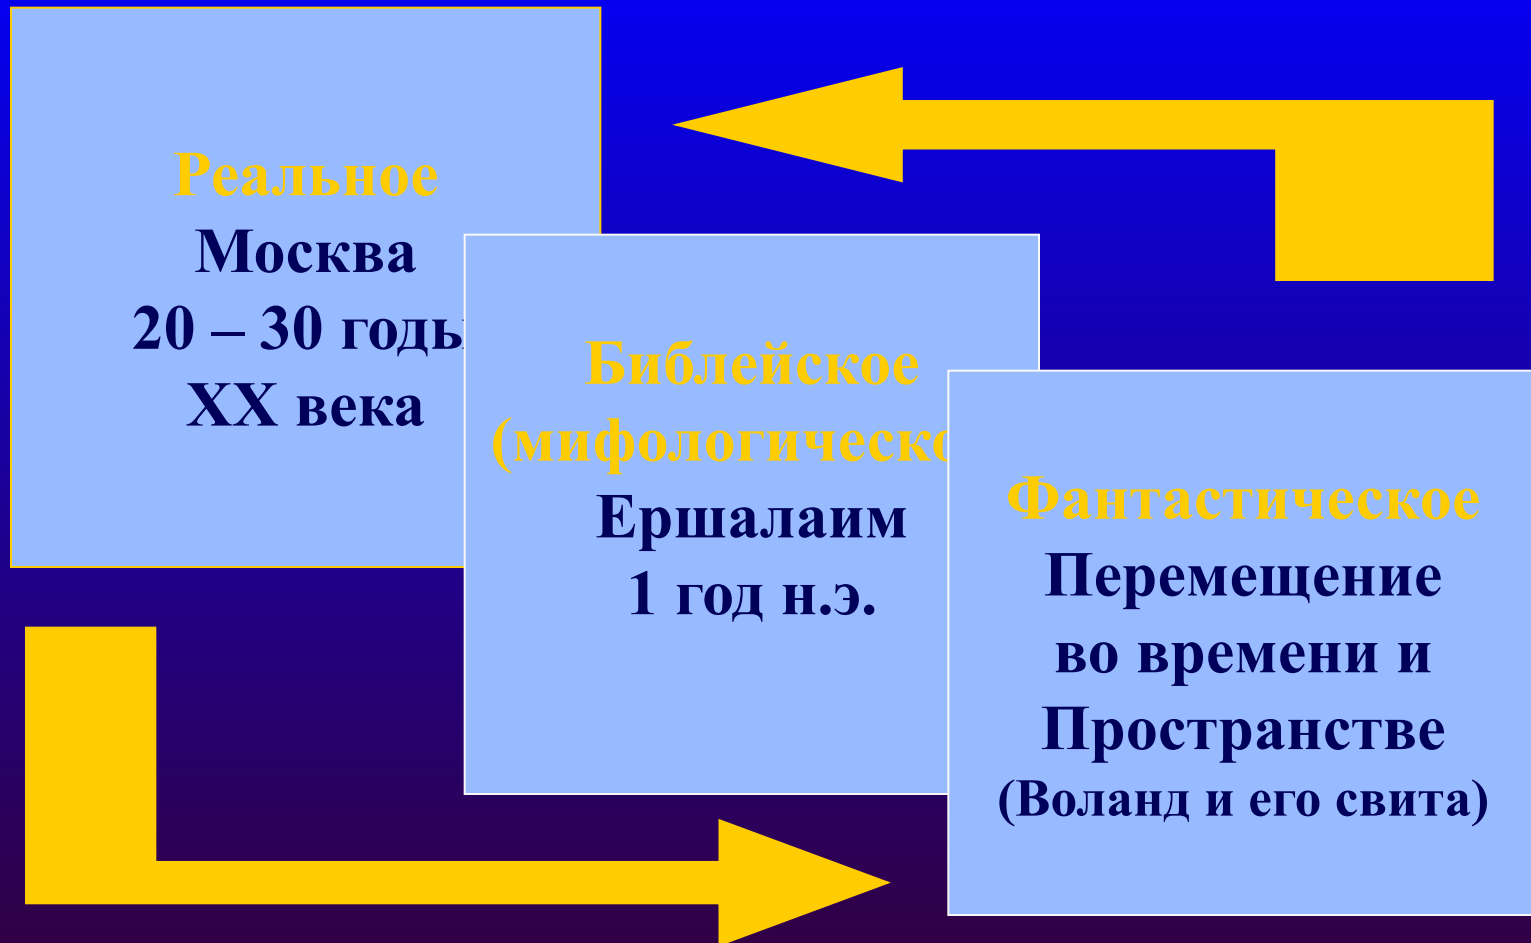 Реальное
Москва
20 – 30 годы
XX века
Библейское
(мифологическо
Ершалаим
1 год н.э.
Фантастическое
Перемещение
во времени и
Пространстве
(Воланд и его свита)